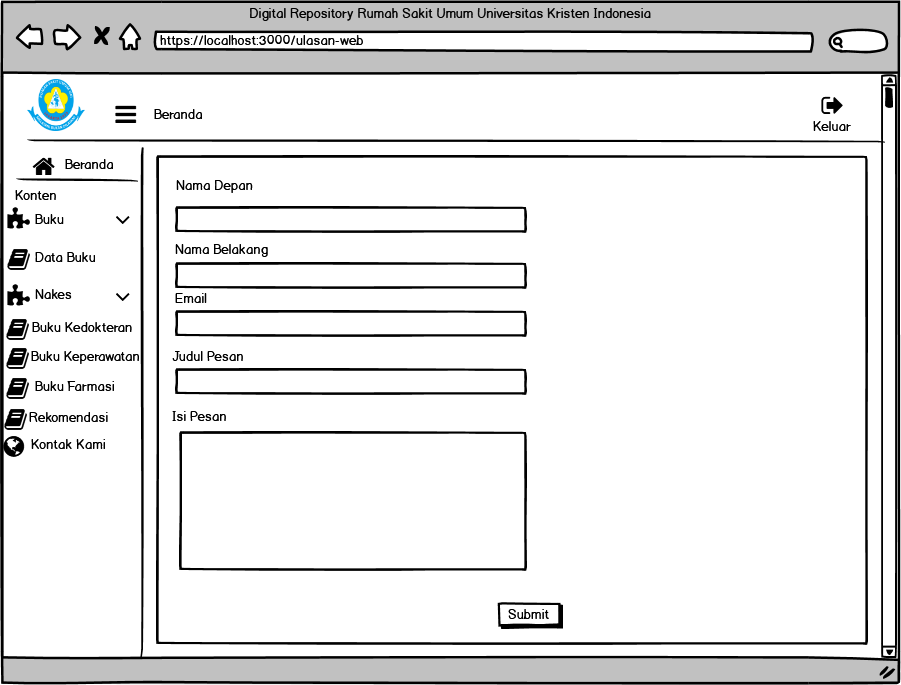 Digital Repository Rumah Sakit Umum Universitas Kristen Indonesia
https://localhost:3000/ulasan-web
Beranda
Keluar
Beranda
Konten
Buku
Data Buku
Nakes
Buku Kedokteran
Buku Keperawatan
Buku Farmasi
Rekomendasi
Kontak Kami
Nama Depan
Nama Belakang
Email
Judul Pesan
Isi Pesan
Submit